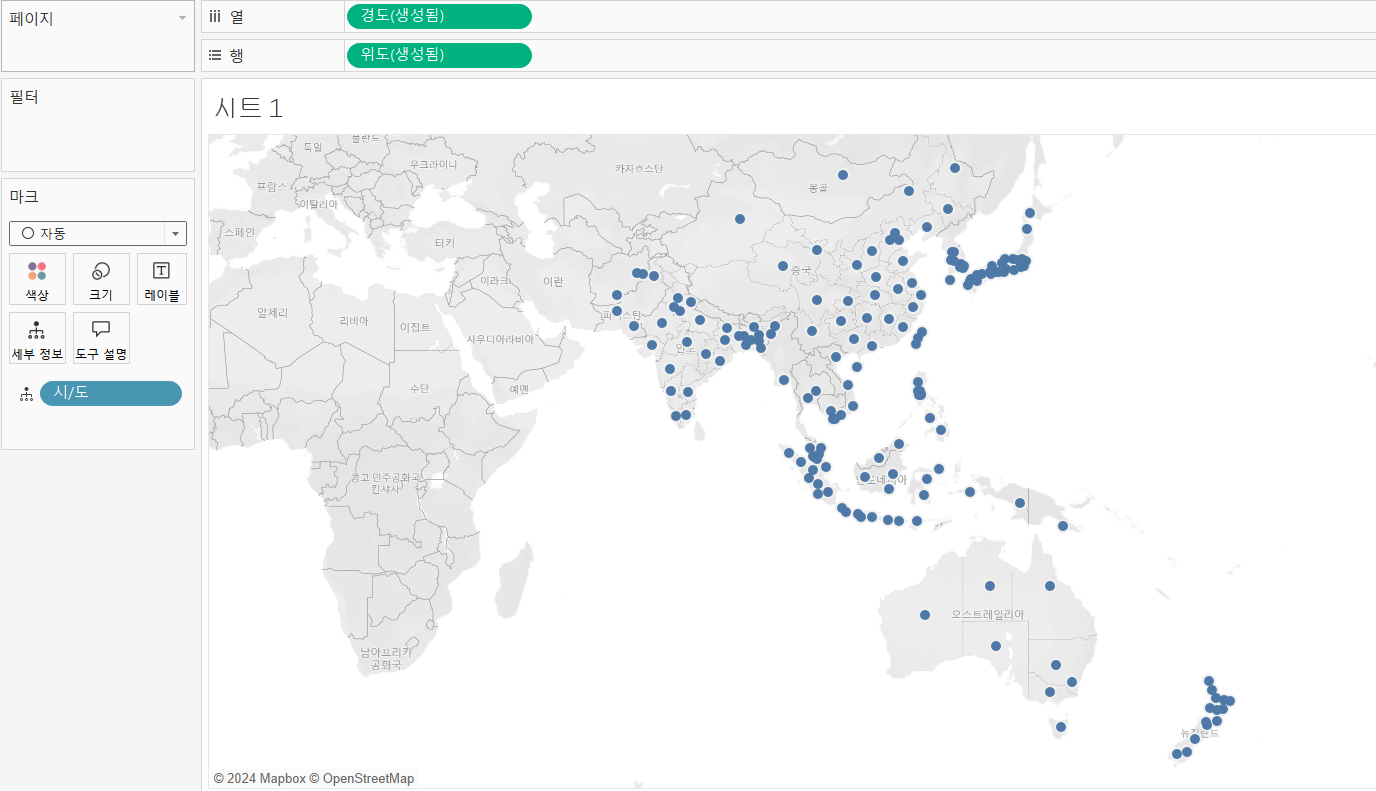 페이지
열
경도(생성됨)
행
위도(생성됨)
필터
시트 1
마크
자동
색상
크기
레이블
세부 정보
도구 설명
시/도
폴란드
독일
우크라이나
카자흐스탄
몽골
프랑스
이탈리아
스페인
터키
중국
이라크
이란
알제리
리비아
이집트
파키스탄
사우디아라비아
인도
수단
예멘
콩고 민주공화국
킨샤사
인도네시아
오스트레일리아
남아프리카
공화국
뉴질랜드
© 2024 Mapbox © OpenStreetMap